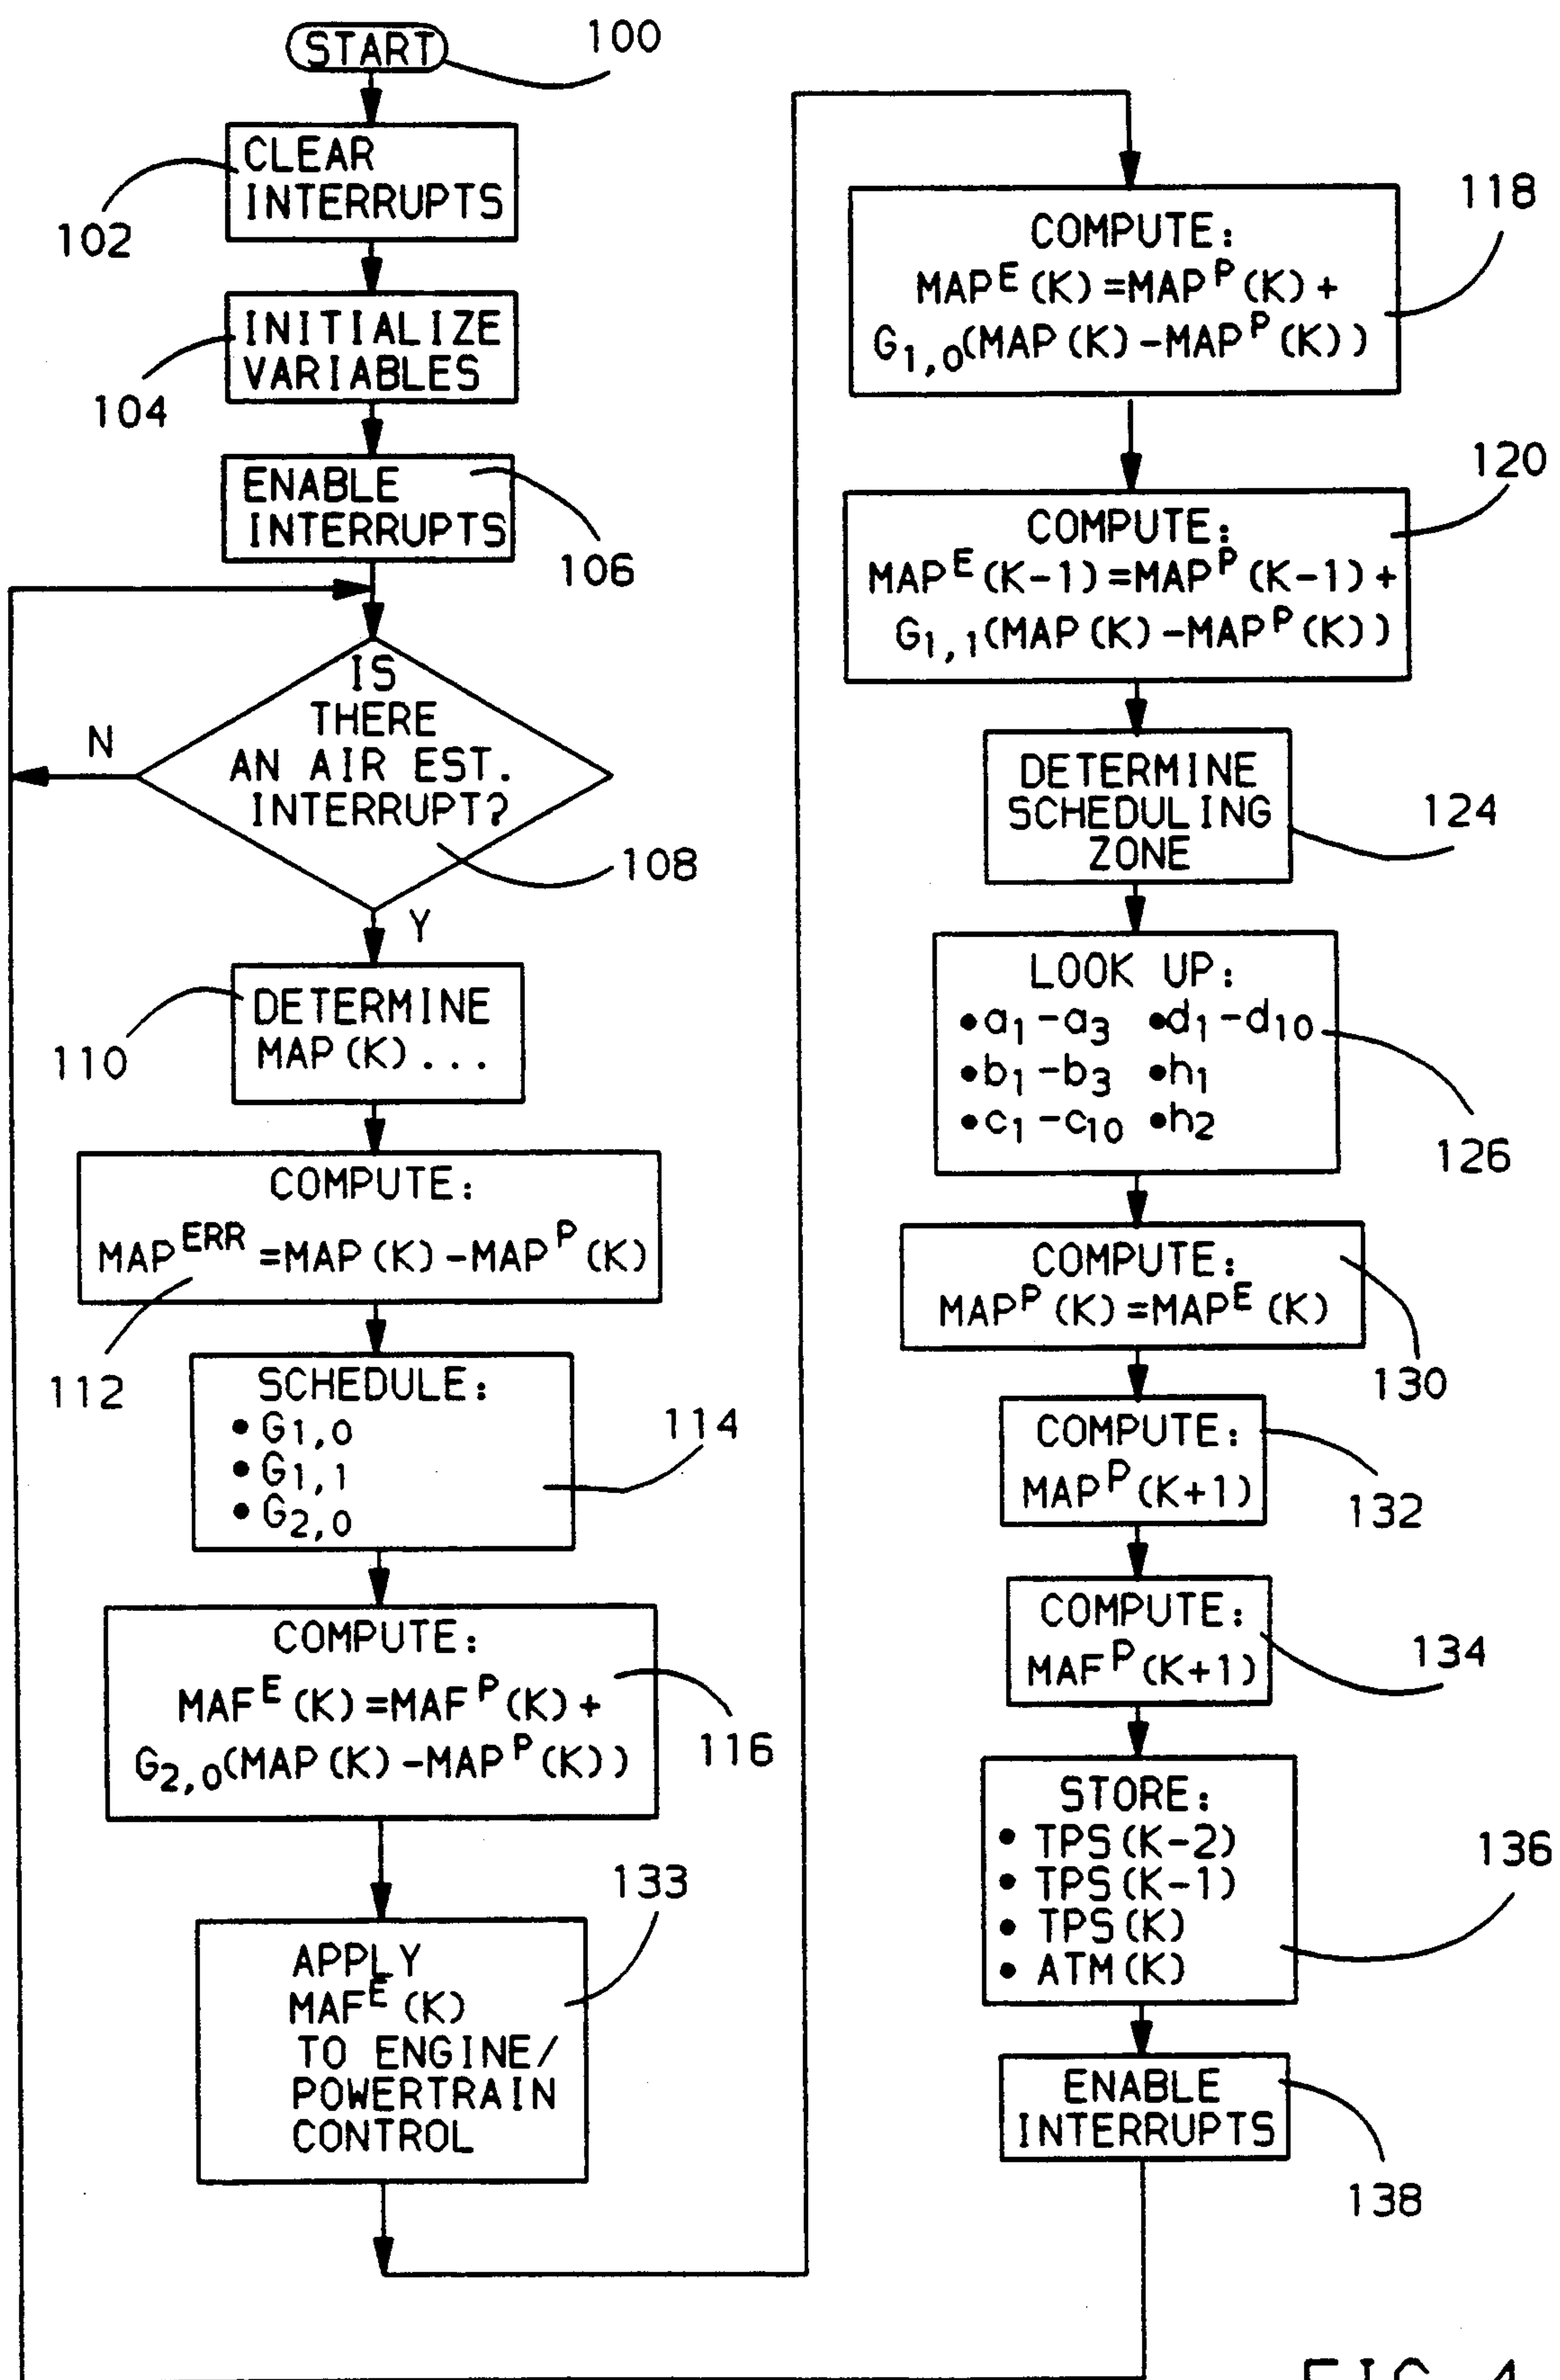 START
100
CLEAR
INTERRUPTS
102
INITIALIZE
VARIABLES
104
ENABLE
INTERRUPTS
106
IS
THERE
AN AIR EST.
INTERRUPT?
N
108
Y
DETERMINE
MAP(K)...
110
COMPUTE:
MAP^ERR =MAP(K)-MAP^P(K)
112
SCHEDULE:
• G1,0
• G1,1
• G2,0
114
COMPUTE:
MAF^E(K)=MAF^P(K)+
G2,0(MAP(K)-MAP^P(K))
116
133
APPLY
MAF^E(K)
TO ENGINE/
POWERTRAIN
CONTROL
118
COMPUTE:
MAP^E(K)=MAP^P(K)+
G1,0(MAP(K)-MAP^P(K))
120
COMPUTE:
MAP^E(K-1)=MAP^P(K-1)+
G1,1(MAP(K)-MAP^P(K))
DETERMINE
SCHEDULING
ZONE
124
LOOK UP:
•a1-a3 •d1-d10
•b1-b3 •h1
•c1-c10 •h2
126
COMPUTE:
MAP^P(K)=MAP^E(K)
130
COMPUTE:
MAP^P(K+1)
132
COMPUTE:
MAF^P(K+1)
134
STORE:
• TPS(K-2)
• TPS(K-1)
• TPS(K)
• ATM(K)
136
ENABLE
INTERRUPTS
138